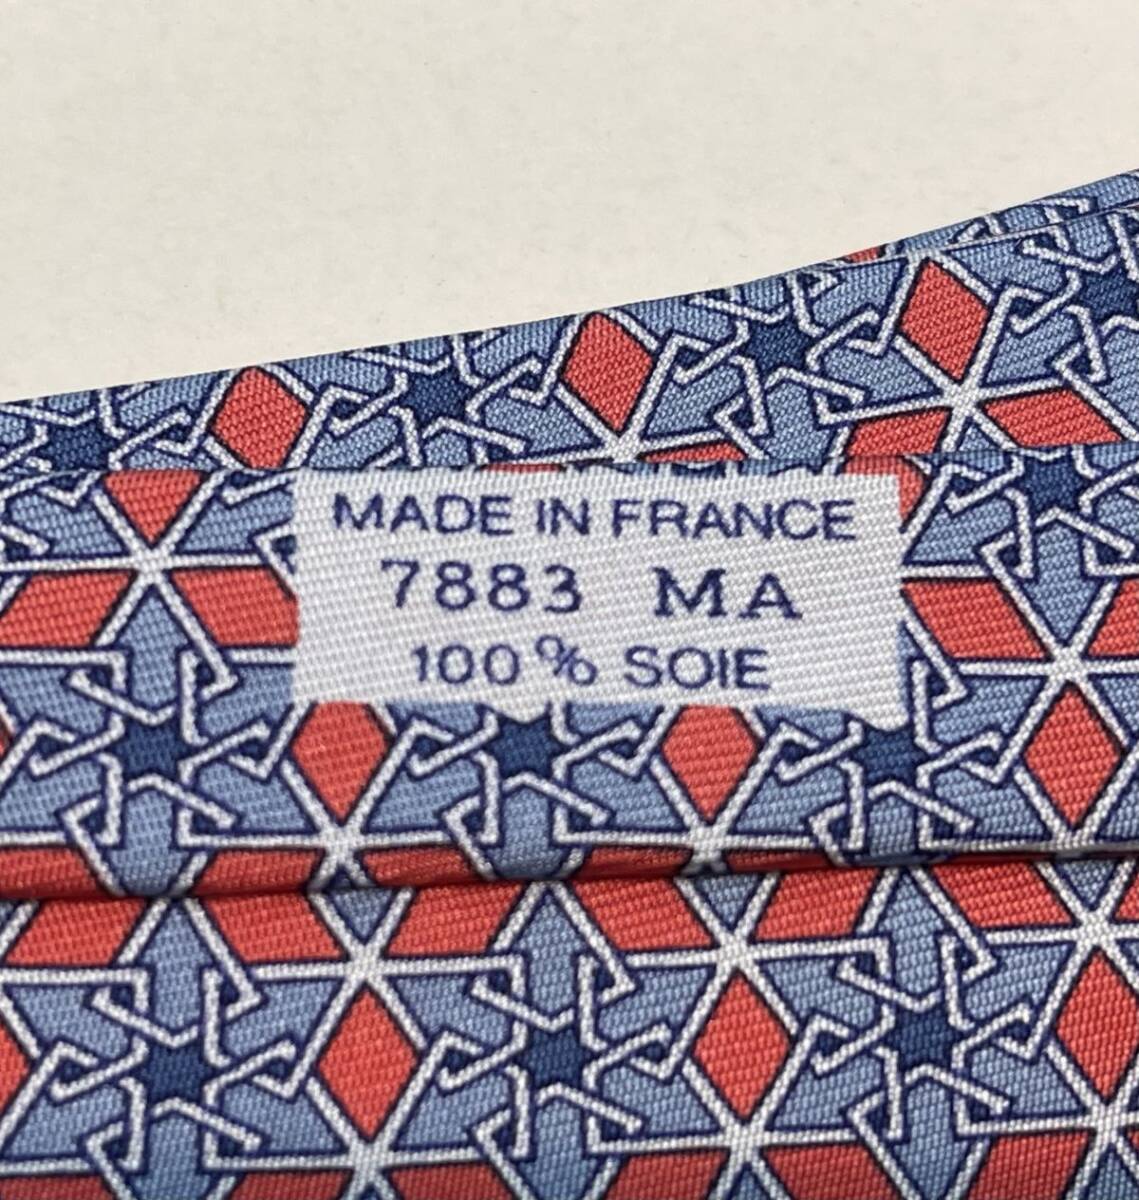 MADE IN FRANCE
7883 MA
100% SOIE